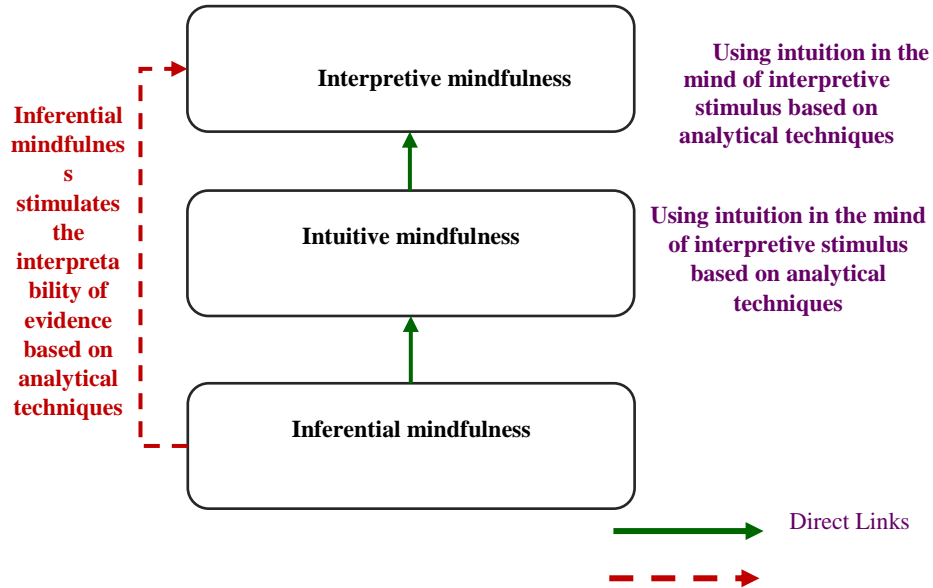 Interpretive mindfulness
Using intuition in the
mind of interpretive
stimulus based on
analytical techniques
Inferential
mindfulnes
s
stimulates
the
interpreta
bility of
evidence
based on
analytical
techniques
Intuitive mindfulness
Using intuition in the mind
of interpretive stimulus
based on analytical
techniques
Inferential mindfulness
Direct Links